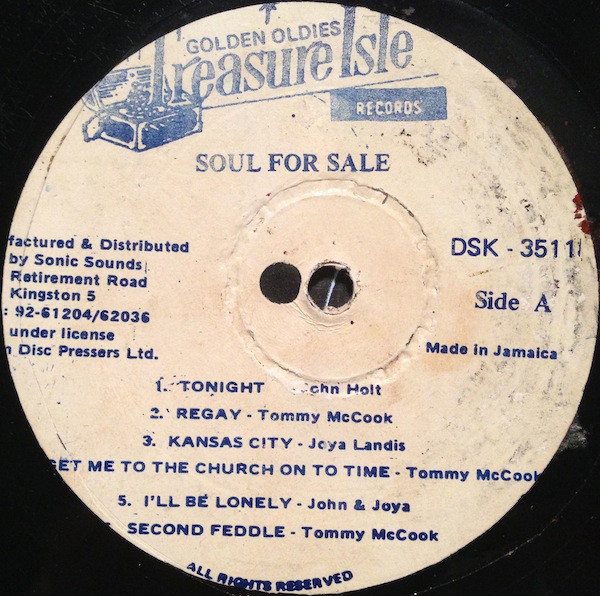 GOLDEN OLDIES
Treasure Isle
RECORDS
SOUL FOR SALE
factured & Distributed
by Sonic Sounds
Retirement Road
Kingston 5
: 92-61204/62036
under license
n Disc Pressers Ltd.
DSK - 3511
Side A
Made in Jamaica
1. TONIGHT John Holt
2. REGAY - Tommy McCook
3. KANSAS CITY - Joya Landis
GET ME TO THE CHURCH ON TO TIME - Tommy McCook
5. I'LL BE LONELY - John & Joya
SECOND FEDDLE - Tommy McCook
ALL RIGHTS RESERVED